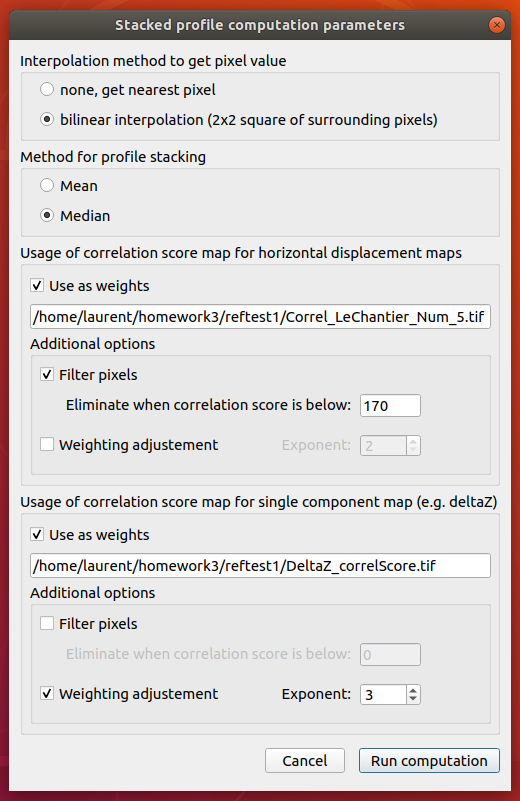 Stacked profile computation parameters
Interpolation method to get pixel value
none, get nearest pixel
bilinear interpolation (2x2 square of surrounding pixels)
Method for profile stacking
Mean
Median
Usage of correlation score map for horizontal displacement maps
Use as weights
/home/laurent/homework3/reftest1/Correl_LeChantier_Num_5.tif
Additional options
Filter pixels
Eliminate when correlation score is below: 170
Weighting adjustement Exponent: 2
Usage of correlation score map for single component map (e.g. deltaZ)
Use as weights
/home/laurent/homework3/reftest1/DeltaZ_correlScore.tif
Additional options
Filter pixels
Eliminate when correlation score is below: 0
Weighting adjustement Exponent: 3
Cancel Run computation